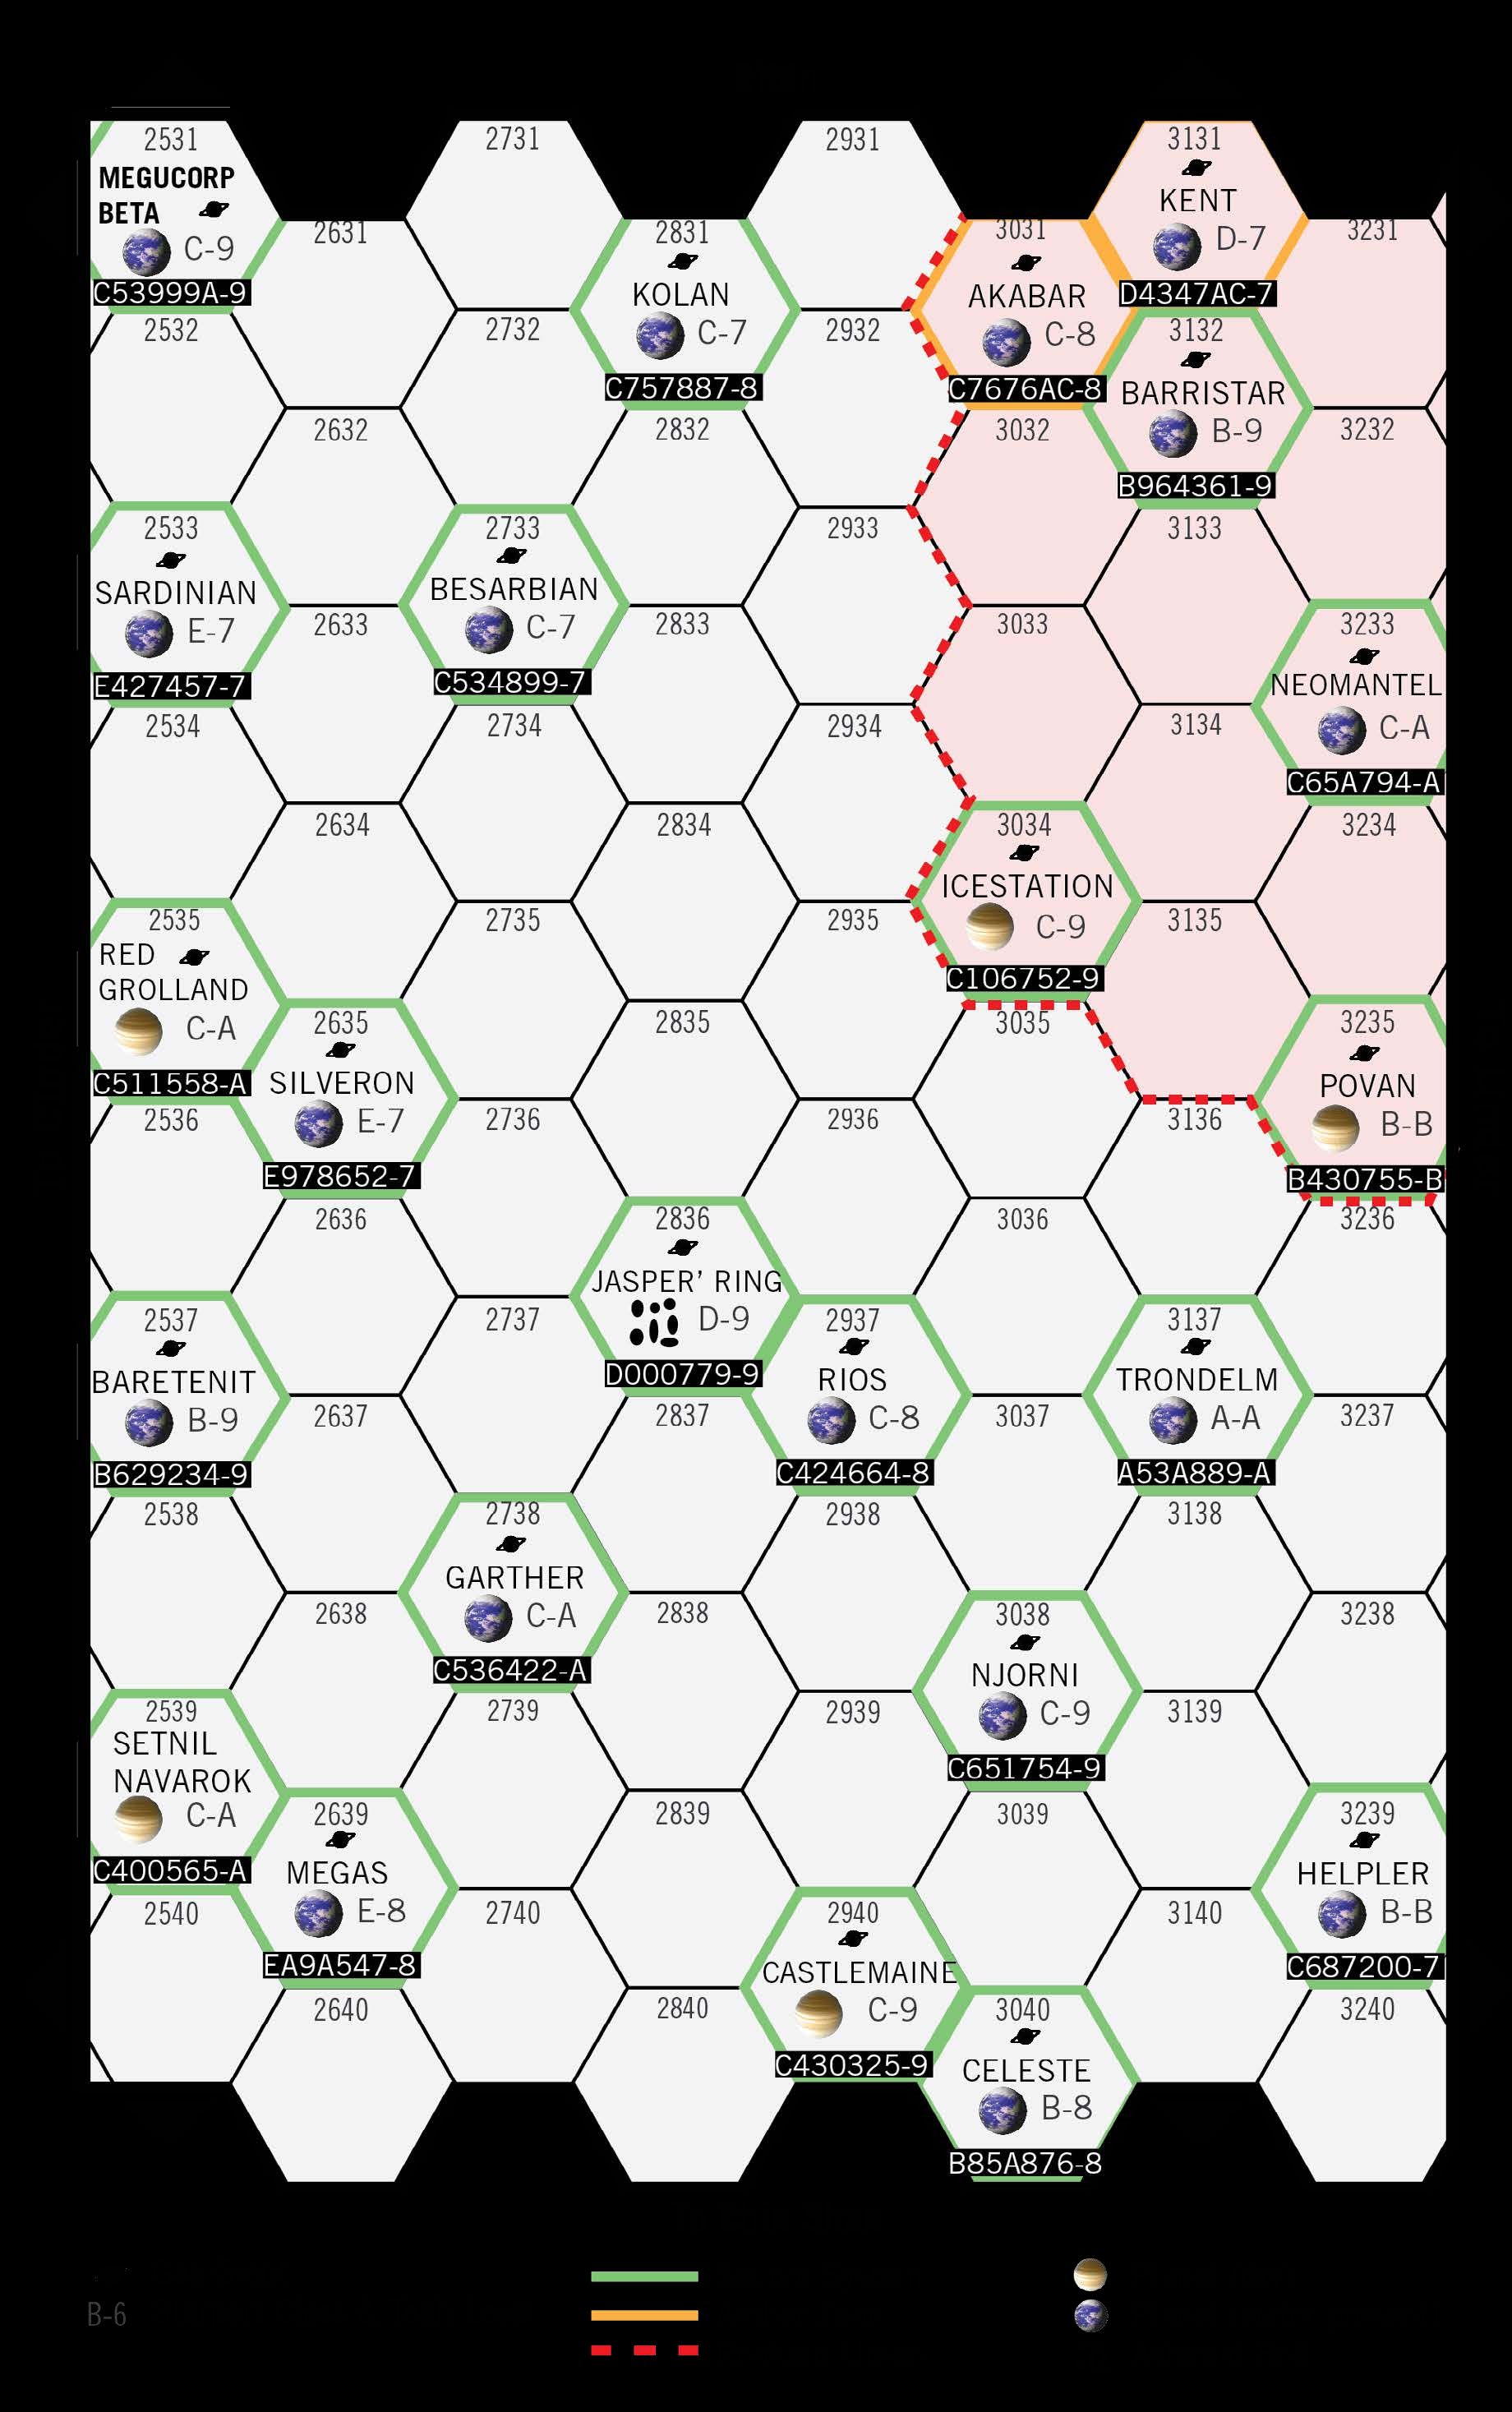 2531
MEGUCORP
BETA
C-9
C53999A-9
2731
2931
3131
KENT
D-7
D4347AC-7
2631
2831
KOLAN
C-7
C757887-8
3031
AKABAR
C-8
C7676AC-8
3231
2532
2732
2932
3132
BARRISTAR
B-9
B964361-9
2632
2832
3032
3232
2533
SARDINIAN
E-7
E427457-7
2733
BESARBIAN
C-7
C534899-7
2933
3133
2633
2833
3033
3233
NEOMANTEL
C-A
C65A794-A
2534
2734
2934
3134
2634
2834
3034
ICESTATION
C-9
C106752-9
3234
2535
RED
GROLLAND
C-A
C511558-A
2735
2935
3135
2635
SILVERON
E-7
E978652-7
2835
3035
3235
POVAN
B-B
B430755-B
2536
2736
2936
3136
2636
2836
JASPER' RING
D-9
D000779-9
3036
3236
2537
BARETENIT
B-9
B629234-9
2737
2937
RIOS
C-8
C424664-8
3137
TRONDELM
A-A
A53A889-A
2637
2837
3037
3237
2538
2738
GARTHER
C-A
C536422-A
2938
3138
2638
2838
3038
NJORNI
C-9
C651754-9
3238
2539
SETNIL
NAVAROK
C-A
C400565-A
2739
2939
3139
2639
MEGAS
E-8
EA9A547-8
2839
3039
3239
HELPLER
B-B
C687200-7
2540
2740
2940
CASTLEMAINE
C-9
C430325-9
3140
2640
2840
3040
CELESTE
B-8
B85A876-8
3240
B-6